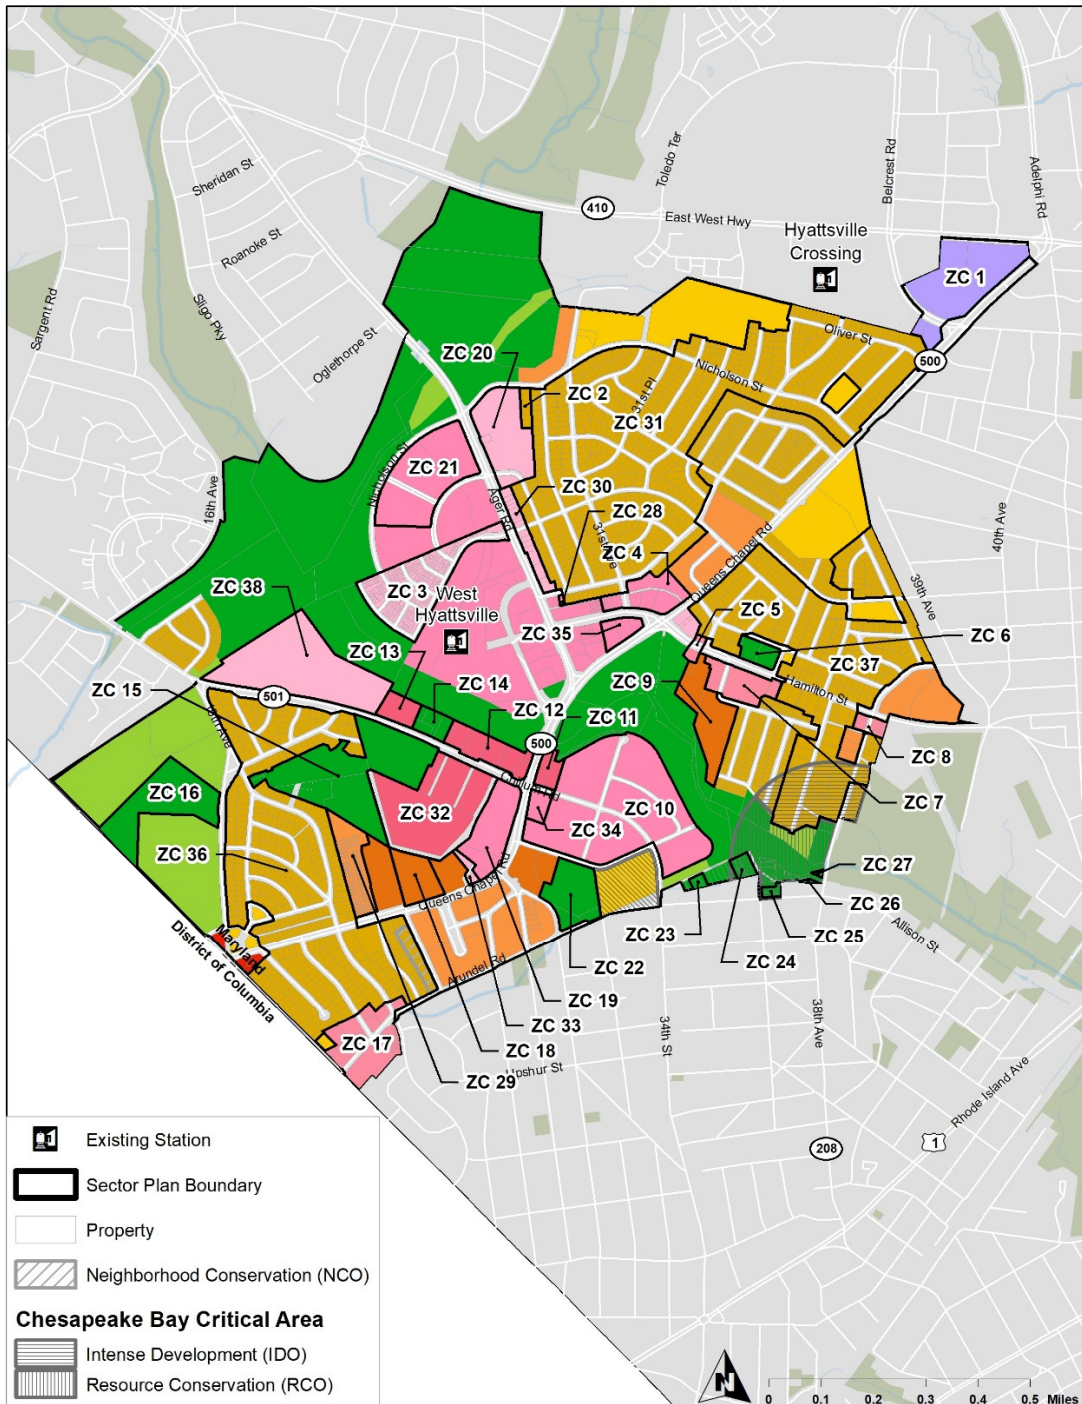 410
Toledo Ter
Belcrest Rd
Adelphi Rd
East West Hwy
Sheridan St
Hyattsville
Crossing
Roanoke St
ZC 1
Sargent Rd
Sligo Pky
Oglethorpe St
Oliver St
500
ZC 20
Nicholson St
ZC 2
31st Pl
ZC 31
Nicholson St
ZC 21
16th Ave
Ager Rd
ZC 30
ZC 28
40th Ave
31st Ave
ZC 4
Queens Chapel Rd
ZC 38
ZC 3
West
Hyattsville
39th Ave
ZC 5
ZC 6
ZC 35
ZC 13
ZC 37
ZC 15
ZC 14
ZC 9
Hamilton St
501
18th Ave
ZC 12
ZC 11
500
ZC 8
Chillum Rd
ZC 16
ZC 10
ZC 7
ZC 32
ZC 34
ZC 36
ZC 27
Queens Chapel Rd
ZC 26
Allison St
Maryland
District of Columbia
ZC 25
ZC 23
ZC 24
ZC 22
Arundel Rd
ZC 19
38th Ave
34th St
ZC 33
ZC 17
ZC 18
Upshur St
ZC 29
Rhode Island Ave
208
1
Existing Station
Sector Plan Boundary
Property
Neighborhood Conservation (NCO)
Chesapeake Bay Critical Area
Intense Development (IDO)
Resource Conservation (RCO)
N
0 0.1 0.2 0.3 0.4 0.5 Miles